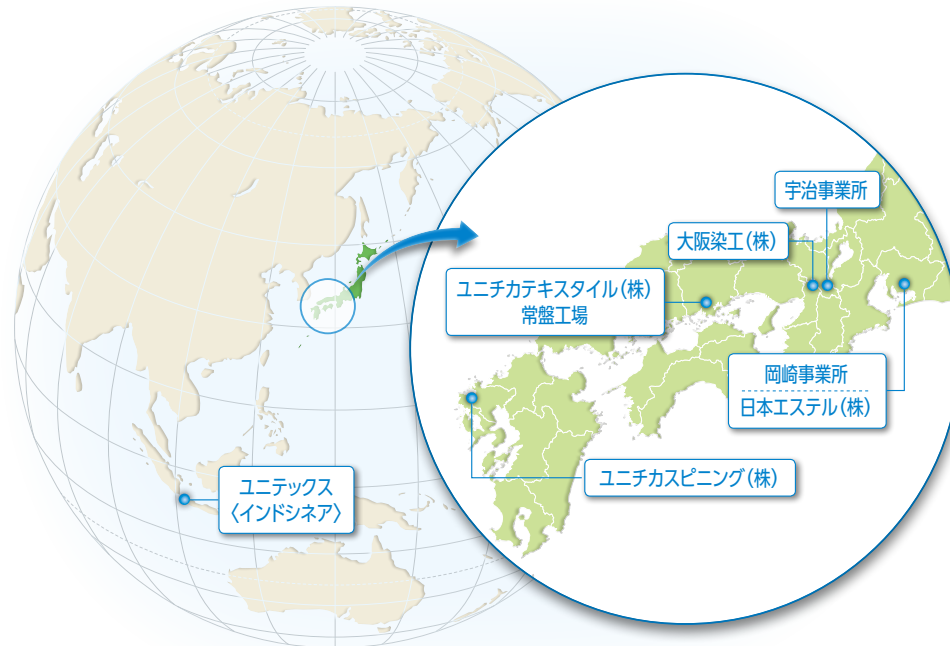 宇治事業所
大阪染工(株)
ユニチカテキスタイル(株)
常盤工場
岡崎事業所
日本エステル(株)
ユニチカスピニング(株)
ユニテックス
〈インドシネア〉